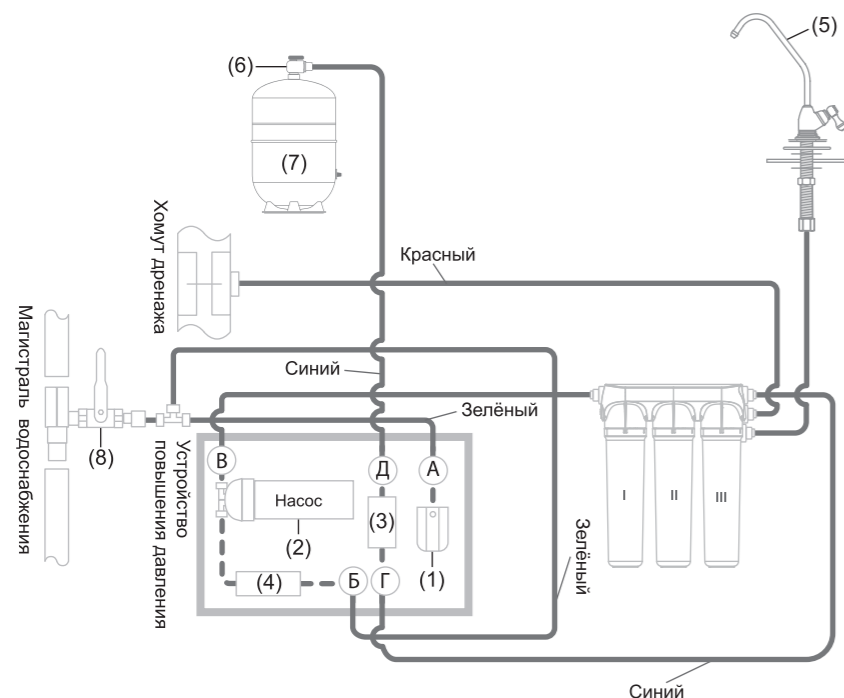 (5)
(6)
(7)
Хомут дренажа
Красный
Магистраль водоснабжения
Синий
Зелёный
(8)
Устройство
повышения давления
В
Д
А
Насос
(2)
(3)
(1)
(4)
Б
Г
I
II
III
Зелёный
Синий